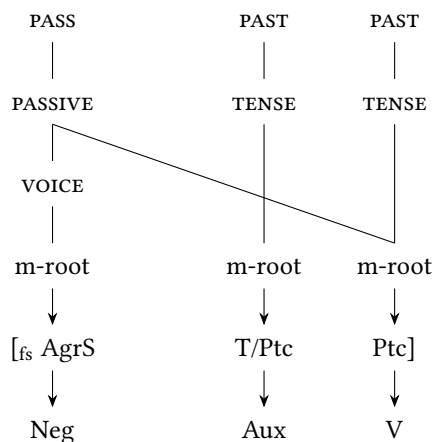 PASS PAST PAST
PASSIVE TENSE TENSE
VOICE
m-root m-root m-root
[fs AgrS T/Ptc Ptc]
Neg Aux V